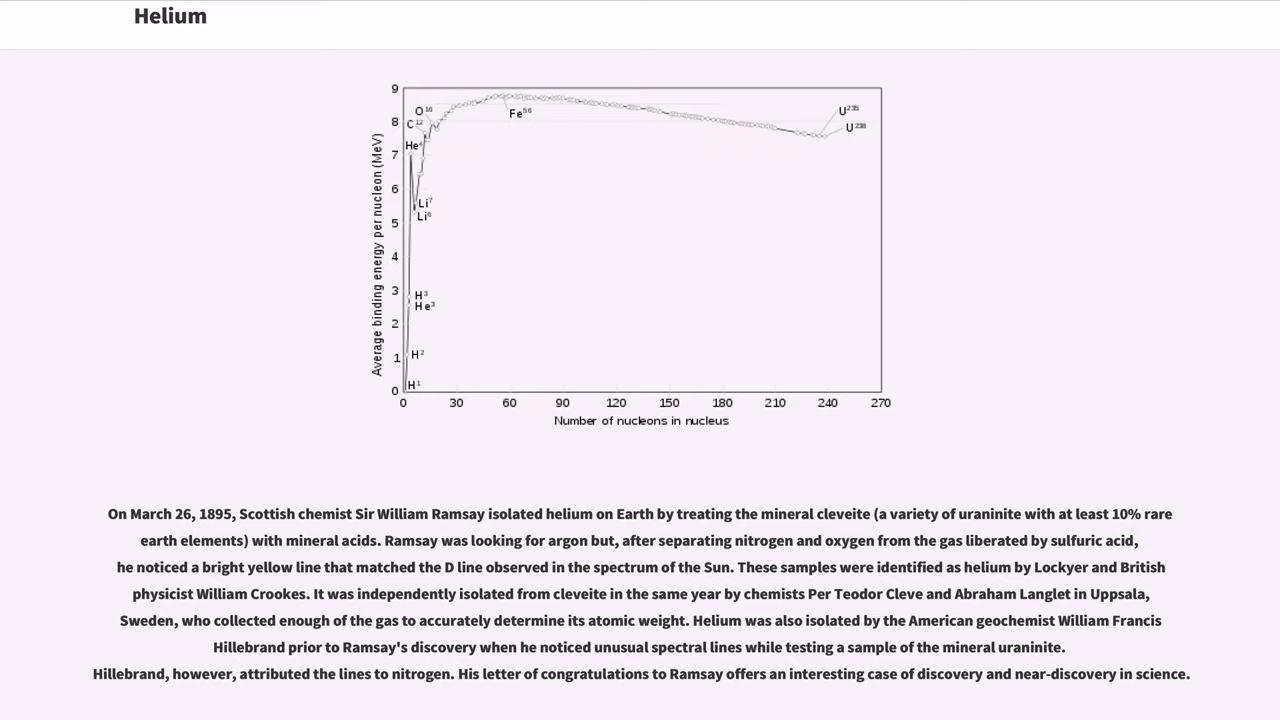 Helium
9
8
7
6
5
4
3
2
1
0
Average binding energy per nucleon (MeV)
O16
C12
He4
Li7
Li6
H3
He3
H2
H1
Fe56
U235
U238
0 30 60 90 120 150 180 210 240 270
Number of nucleons in nucleus
On March 26, 1895, Scottish chemist Sir William Ramsay isolated helium on Earth by treating the mineral cleveite (a variety of uraninite with at least 10% rare
earth elements) with mineral acids. Ramsay was looking for argon but, after separating nitrogen and oxygen from the gas liberated by sulfuric acid,
he noticed a bright yellow line that matched the D line observed in the spectrum of the Sun. These samples were identified as helium by Lockyer and British
physicist William Crookes. It was independently isolated from cleveite in the same year by chemists Per Teodor Cleve and Abraham Langlet in Uppsala,
Sweden, who collected enough of the gas to accurately determine its atomic weight. Helium was also isolated by the American geochemist William Francis
Hillebrand prior to Ramsay's discovery when he noticed unusual spectral lines while testing a sample of the mineral uraninite.
Hillebrand, however, attributed the lines to nitrogen. His letter of congratulations to Ramsay offers an interesting case of discovery and near-discovery in science.